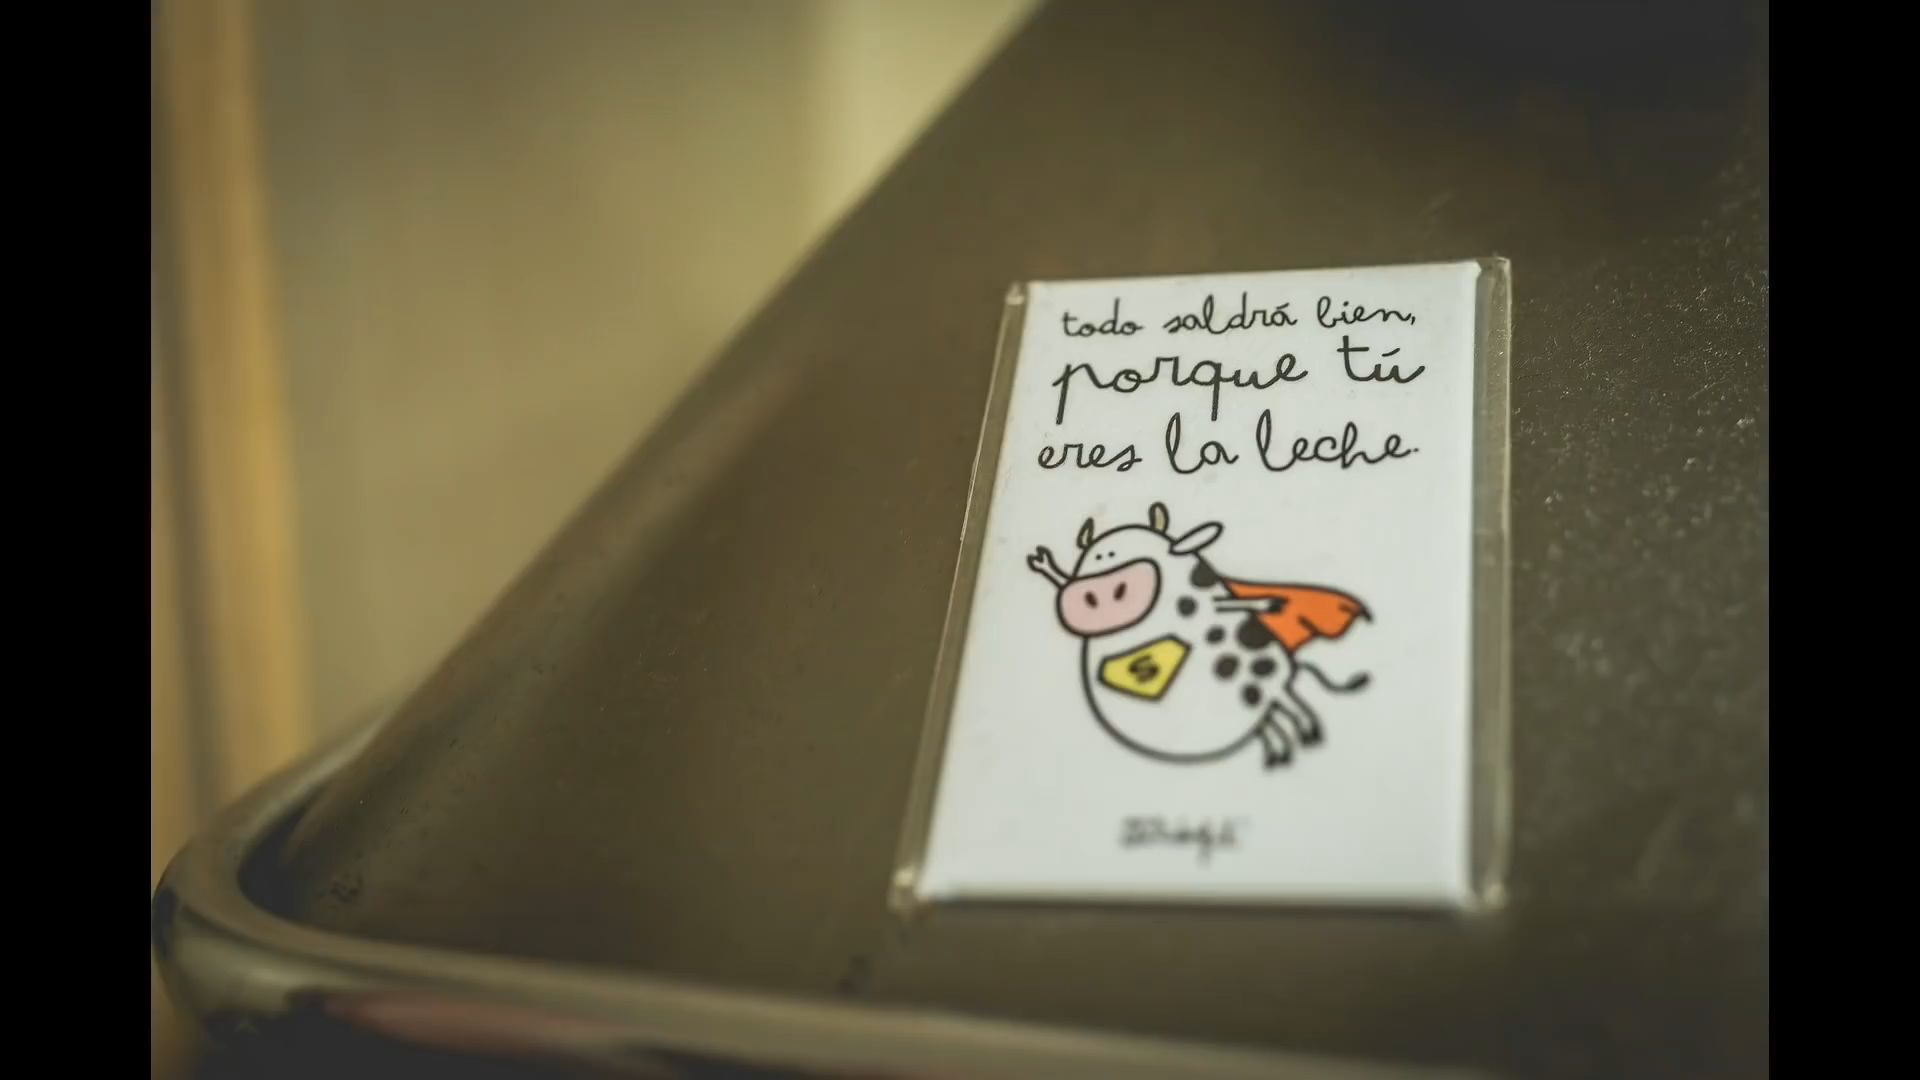 todo saldrá bien,
porque tú
eres la leche.
S